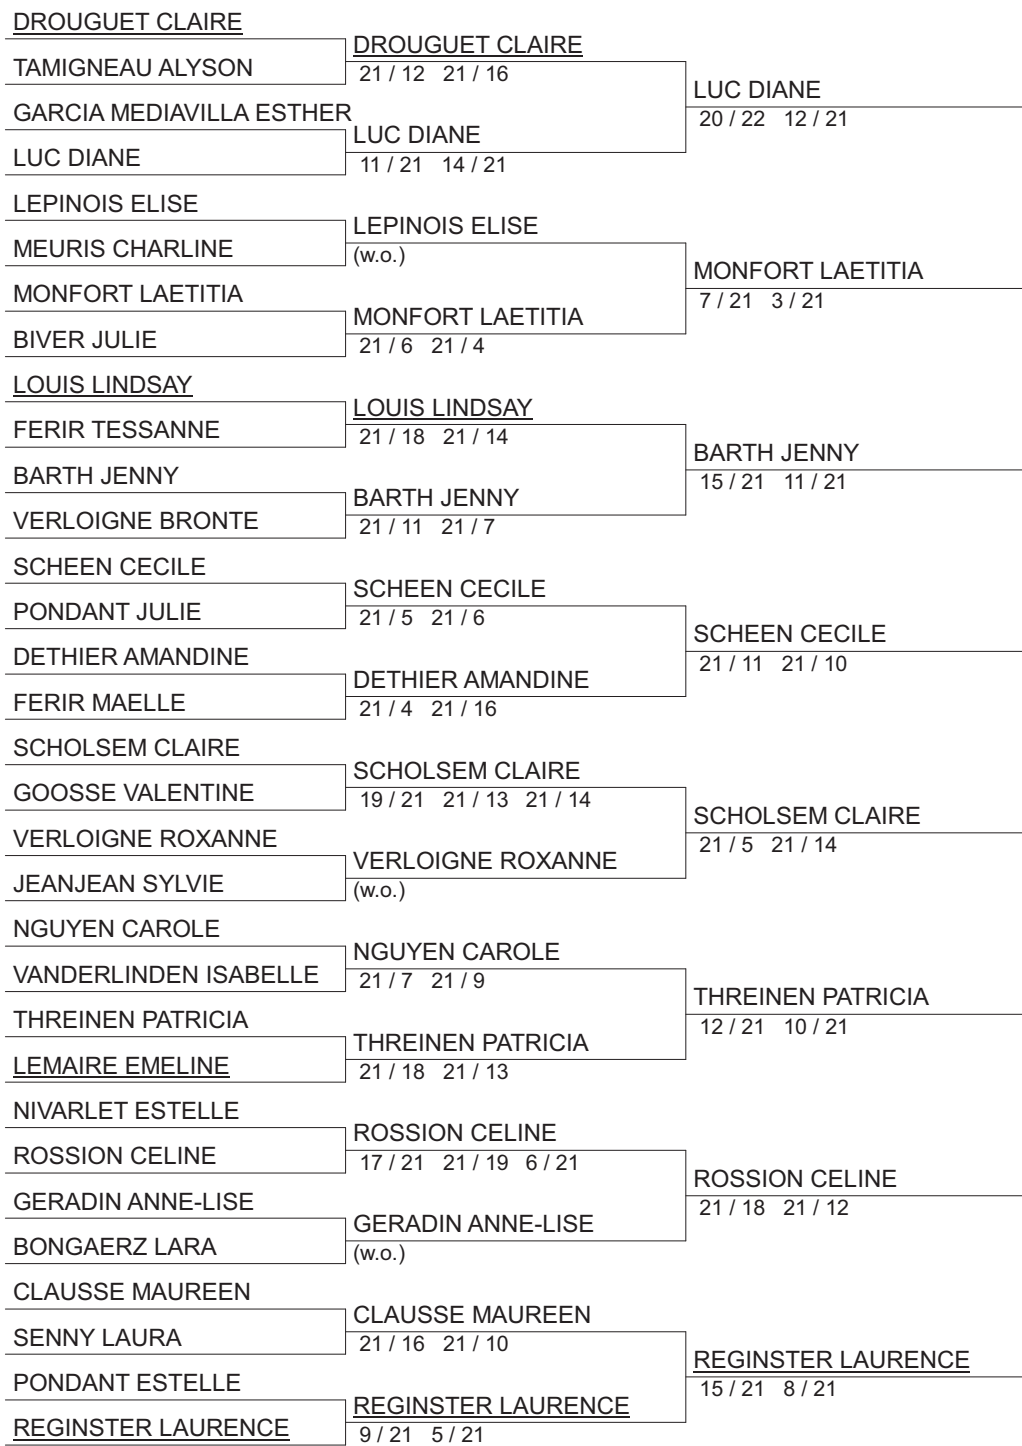 DROUGUET CLAIRE
DROUGUET CLAIRE
TAMIGNEAU ALYSON
21 / 12 21 / 16
LUC DIANE
GARCIA MEDIAVILLA ESTHER
20 / 22 12 / 21
LUC DIANE
LUC DIANE
11 / 21 14 / 21
LEPINOIS ELISE
LEPINOIS ELISE
MEURIS CHARLINE
(w.o.)
MONFORT LAETITIA
MONFORT LAETITIA
7 / 21 3 / 21
MONFORT LAETITIA
BIVER JULIE
21 / 6 21 / 4
LOUIS LINDSAY
LOUIS LINDSAY
FERIR TESSANNE
21 / 18 21 / 14
BARTH JENNY
BARTH JENNY
15 / 21 11 / 21
BARTH JENNY
VERLOIGNE BRONTE
21 / 11 21 / 7
SCHEEN CECILE
SCHEEN CECILE
PONDANT JULIE
21 / 5 21 / 6
SCHEEN CECILE
DETHIER AMANDINE
21 / 11 21 / 10
DETHIER AMANDINE
FERIR MAELLE
21 / 4 21 / 16
SCHOLSEM CLAIRE
SCHOLSEM CLAIRE
GOOSSE VALENTINE
19 / 21 21 / 13 21 / 14
SCHOLSEM CLAIRE
VERLOIGNE ROXANNE
21 / 5 21 / 14
VERLOIGNE ROXANNE
JEANJEAN SYLVIE
(w.o.)
NGUYEN CAROLE
NGUYEN CAROLE
VANDERLINDEN ISABELLE
21 / 7 21 / 9
THREINEN PATRICIA
THREINEN PATRICIA
12 / 21 10 / 21
THREINEN PATRICIA
LEMAIRE EMELINE
21 / 18 21 / 13
NIVARLET ESTELLE
ROSSION CELINE
ROSSION CELINE
17 / 21 21 / 19 6 / 21
ROSSION CELINE
GERADIN ANNE-LISE
21 / 18 21 / 12
GERADIN ANNE-LISE
BONGAERZ LARA
(w.o.)
CLAUSSE MAUREEN
CLAUSSE MAUREEN
SENNY LAURA
21 / 16 21 / 10
REGINSTER LAURENCE
PONDANT ESTELLE
15 / 21 8 / 21
REGINSTER LAURENCE
REGINSTER LAURENCE
9 / 21 5 / 21